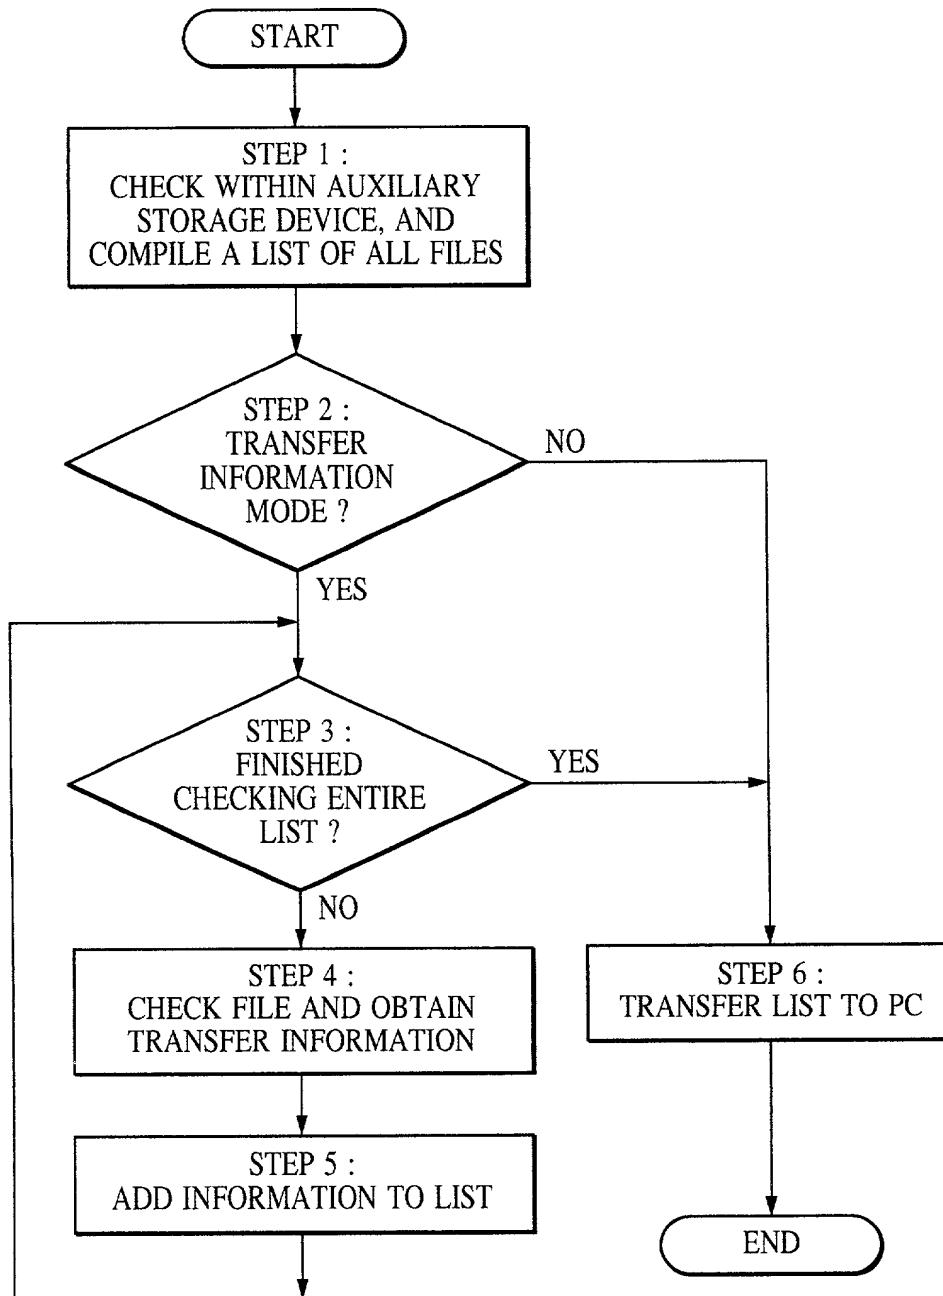 START
STEP 1 :
CHECK WITHIN AUXILIARY
STORAGE DEVICE, AND
COMPILE A LIST OF ALL FILES
STEP 2 :
TRANSFER
INFORMATION
MODE ?
NO
YES
STEP 3 :
FINISHED
CHECKING ENTIRE
LIST ?
YES
NO
STEP 4 :
CHECK FILE AND OBTAIN
TRANSFER INFORMATION
STEP 6 :
TRANSFER LIST TO PC
STEP 5 :
ADD INFORMATION TO LIST
END